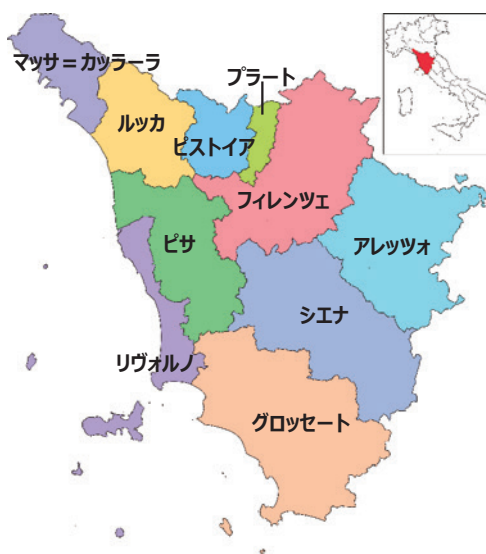 マッサ＝カッラーラ
プラート
ルッカ
ピストイア
フィレンツェ
アレッツォ
ピサ
シエナ
リヴォルノ
グロッセート